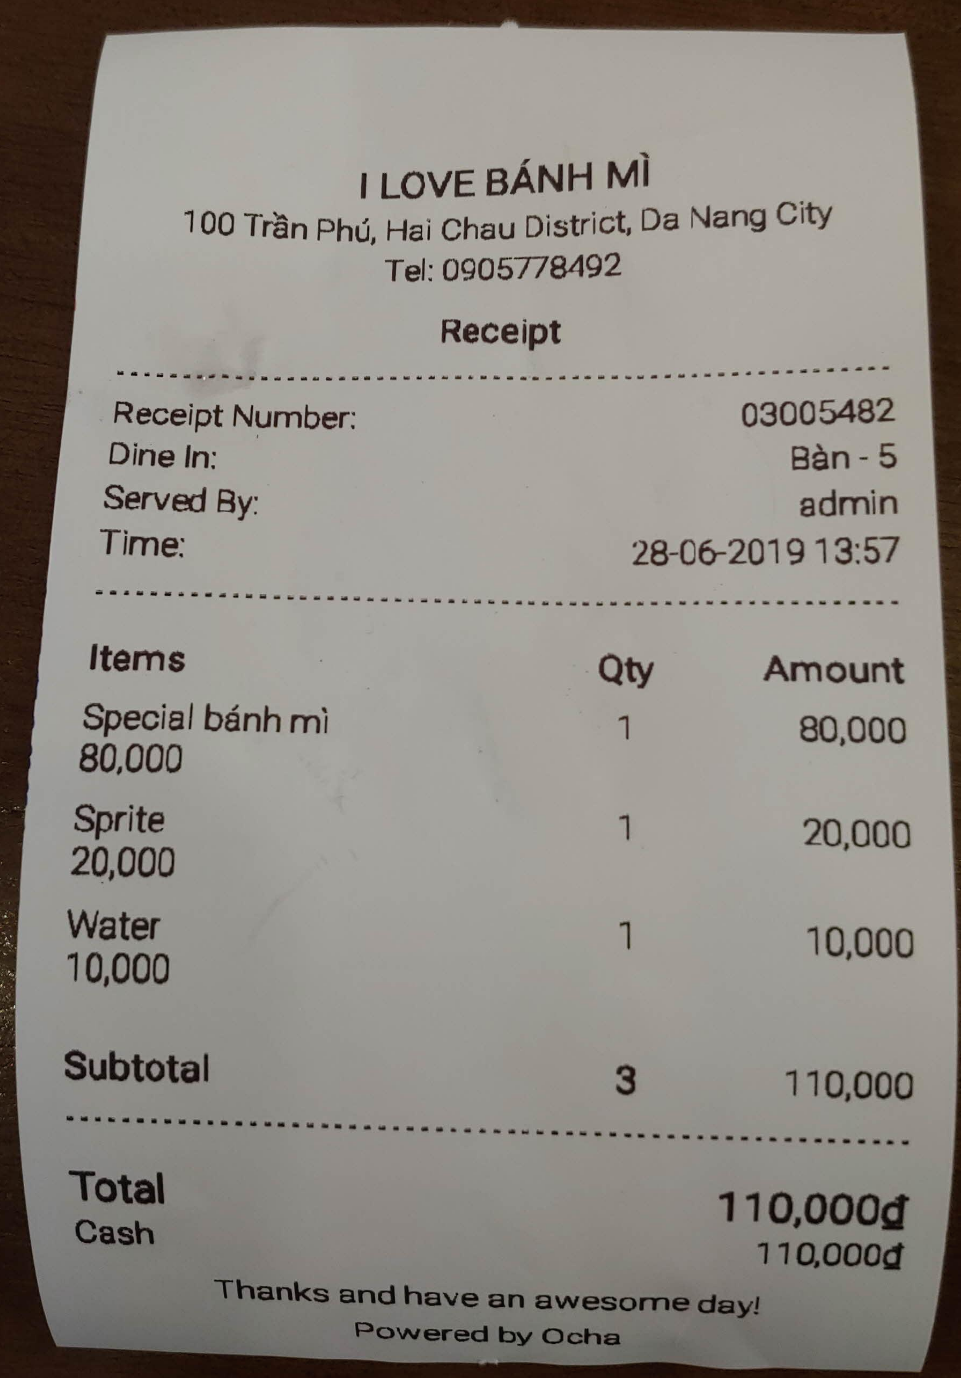 I LOVE BÁNH MÌ
100 Trần Phú, Hai Chau District, Da Nang City
Tel: 0905778492
Receipt
Receipt Number: 03005482
Dine In: Bàn - 5
Served By: admin
Time: 28-06-2019 13:57
Items Qty Amount
Special bánh mì 1 80,000
80,000
Sprite 1 20,000
20,000
Water 1 10,000
10,000
Subtotal 3 110,000
Total 110,000₫
Cash 110,000₫
Thanks and have an awesome day!
Powered by Ocha